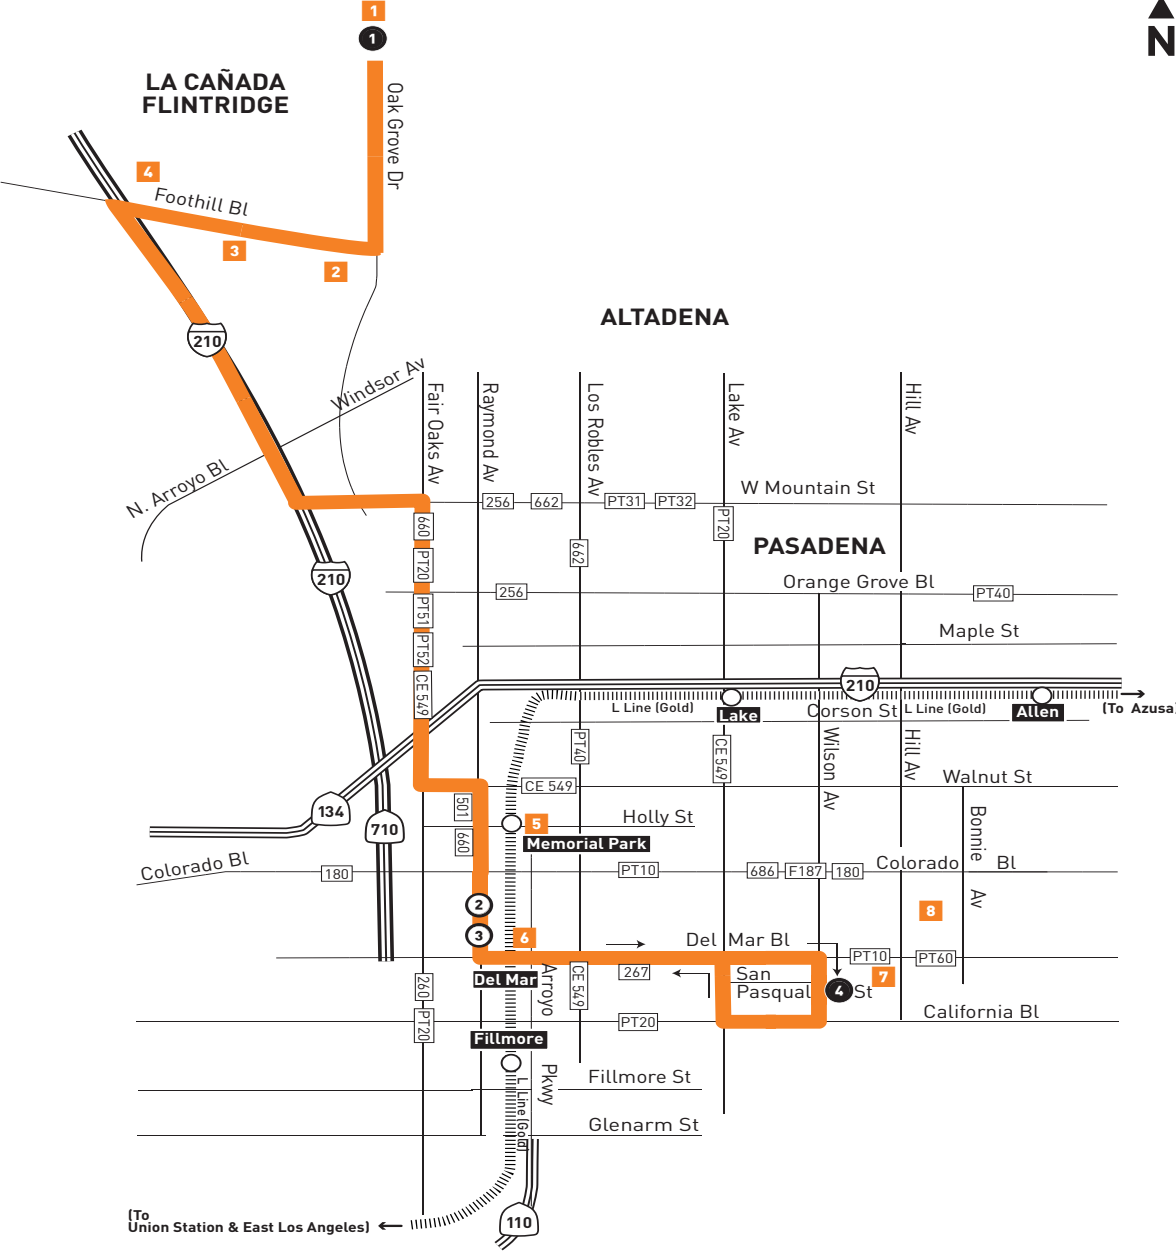 1
1
N
LA CAÑADA
FLINTRIDGE
Oak Grove Dr
4
Foothill Bl
3
2
210
ALTADENA
Windsor Av
Fair Oaks Av
Raymond Av
Los Robles Av
Lake Av
Hill Av
N. Arroyo Bl
256
662
PT31
PT32
W Mountain St
660
PT20
PASADENA
662
PT20
210
Orange Grove Bl
256
PT40
PT51
Maple St
PT52
CE 549
210
L Line (Gold)
Lake
Corson St
L Line (Gold)
Allen
(To Azusa
PT40
CE 549
Wilson Av
Hill Av
Walnut St
CE 549
134
501
710
5
Holly St
660
Memorial Park
Bonnie Av
Colorado Bl
180
PT10
686
F187
180
Colorado Bl
2
8
3
6
Del Mar Bl
PT10
PT60
Del Mar
Arroyo Pkwy
CE 549
267
San
Pasqual St
4
7
260
PT20
PT20
California Bl
Fillmore
Fillmore St
L Line (Gold)
Glenarm St
(To
Union Station & East Los Angeles)
110